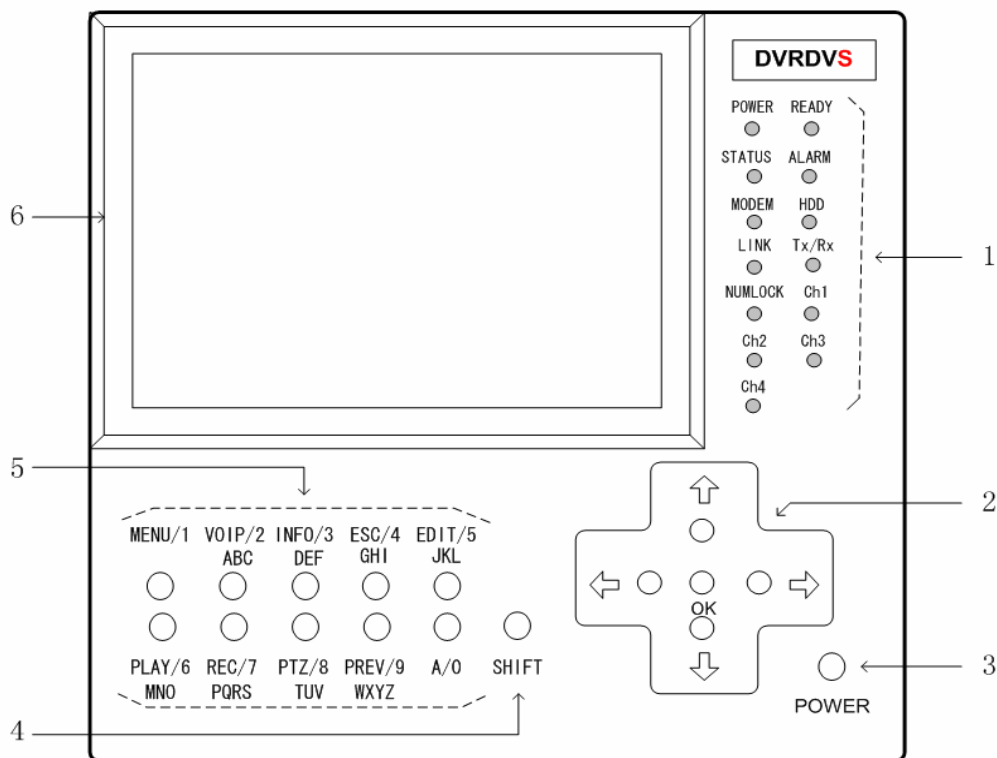 DVRDVS
POWER READY
STATUS ALARM
MODEM HDD
6
LINK Tx/Rx
1
NUMLOCK Ch1
Ch2 Ch3
Ch4
5
2
MENU/1 VOIP/2 INFO/3 ESC/4 EDIT/5
ABC DEF GHI JKL
OK
PLAY/6 REC/7 PTZ/8 PREV/9 A/0 SHIFT
MNO PQRS TUV WXYZ
3
POWER
4